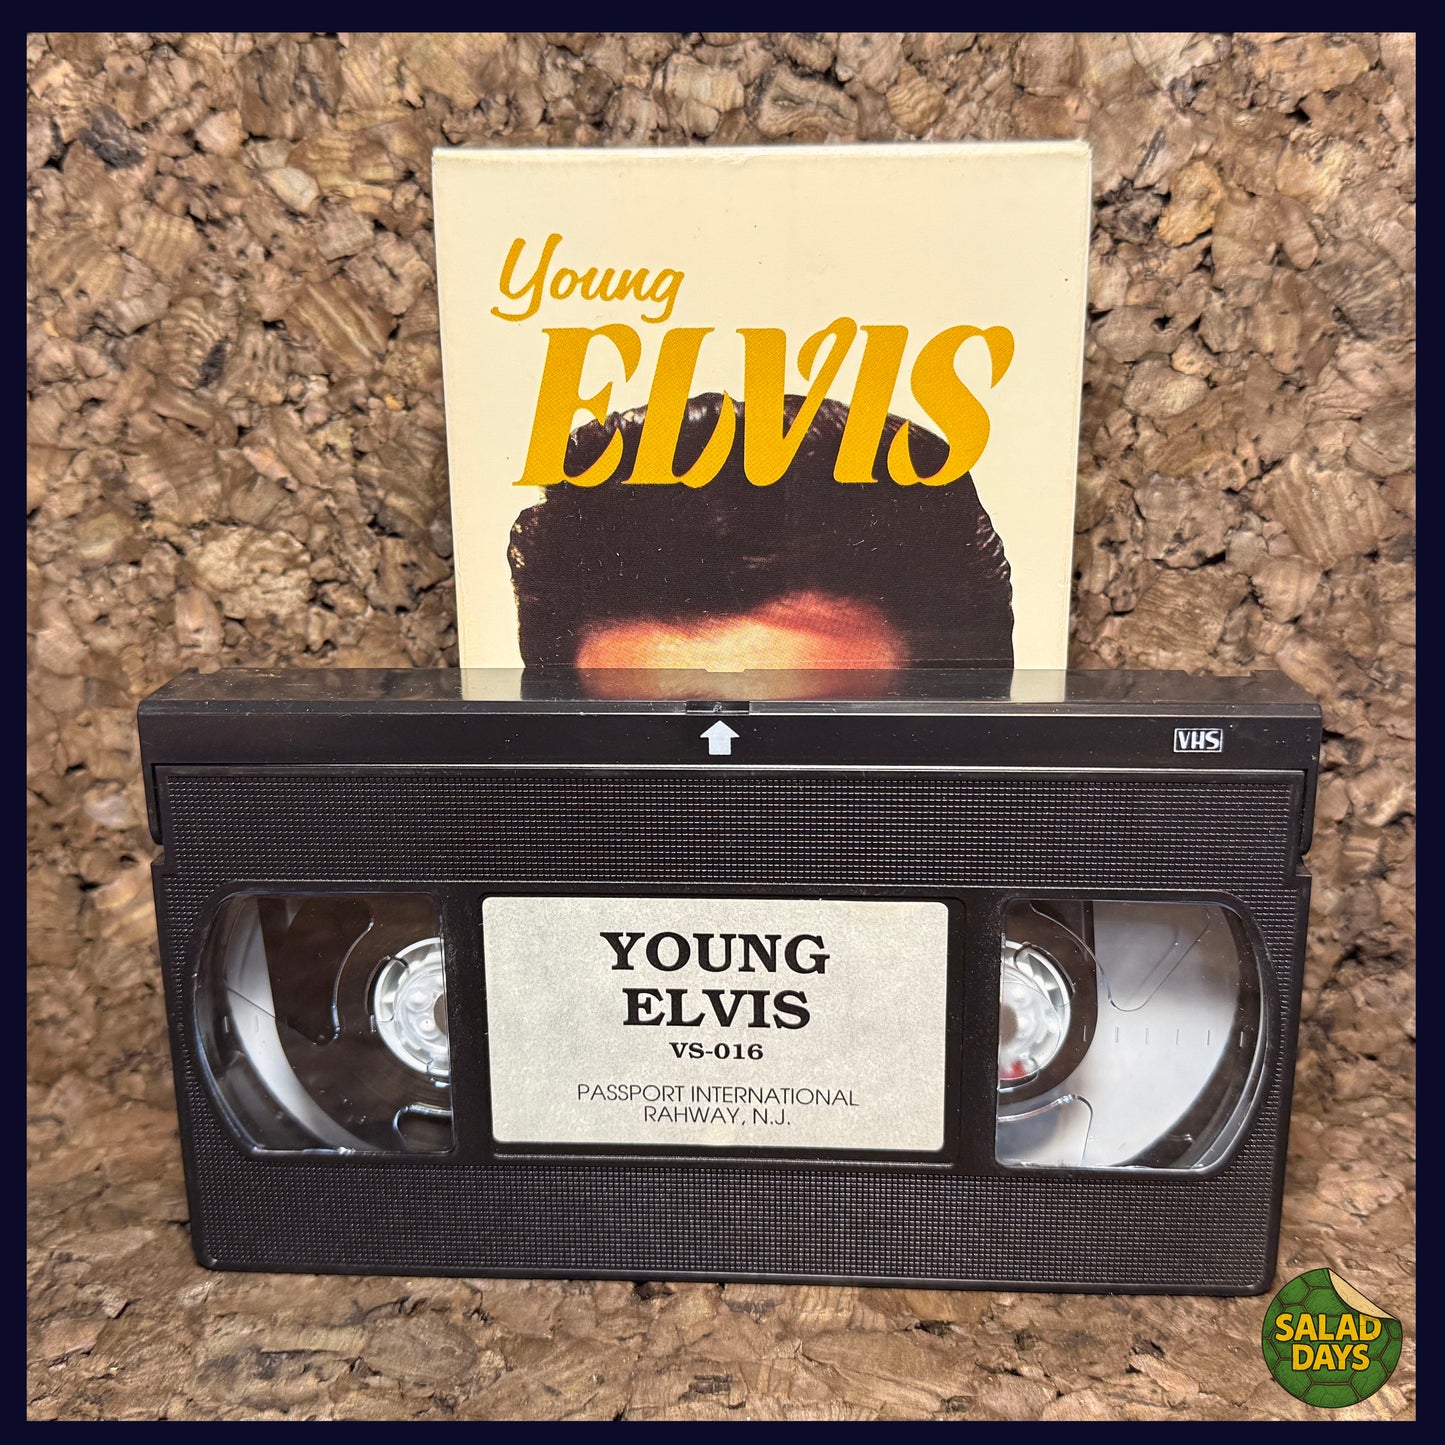 Young
ELVIS
VHS
YOUNG
ELVIS
VS-016
PASSPORT INTERNATIONAL
RAHWAY, N.J.
SALAD
DAYS